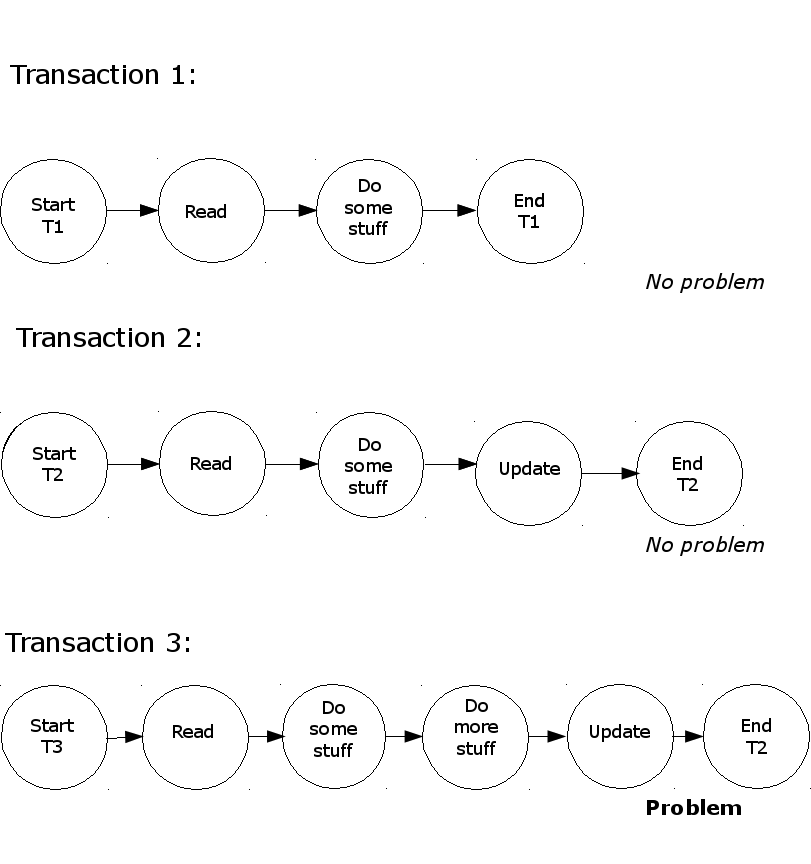 Transaction 1:
Start
T1
Read
Do
some
stuff
End
T1
No problem
Transaction 2:
Start
T2
Read
Do
some
stuff
Update
End
T2
No problem
Transaction 3:
Start
T3
Read
Do
some
stuff
Do
more
stuff
Update
End
T2
Problem